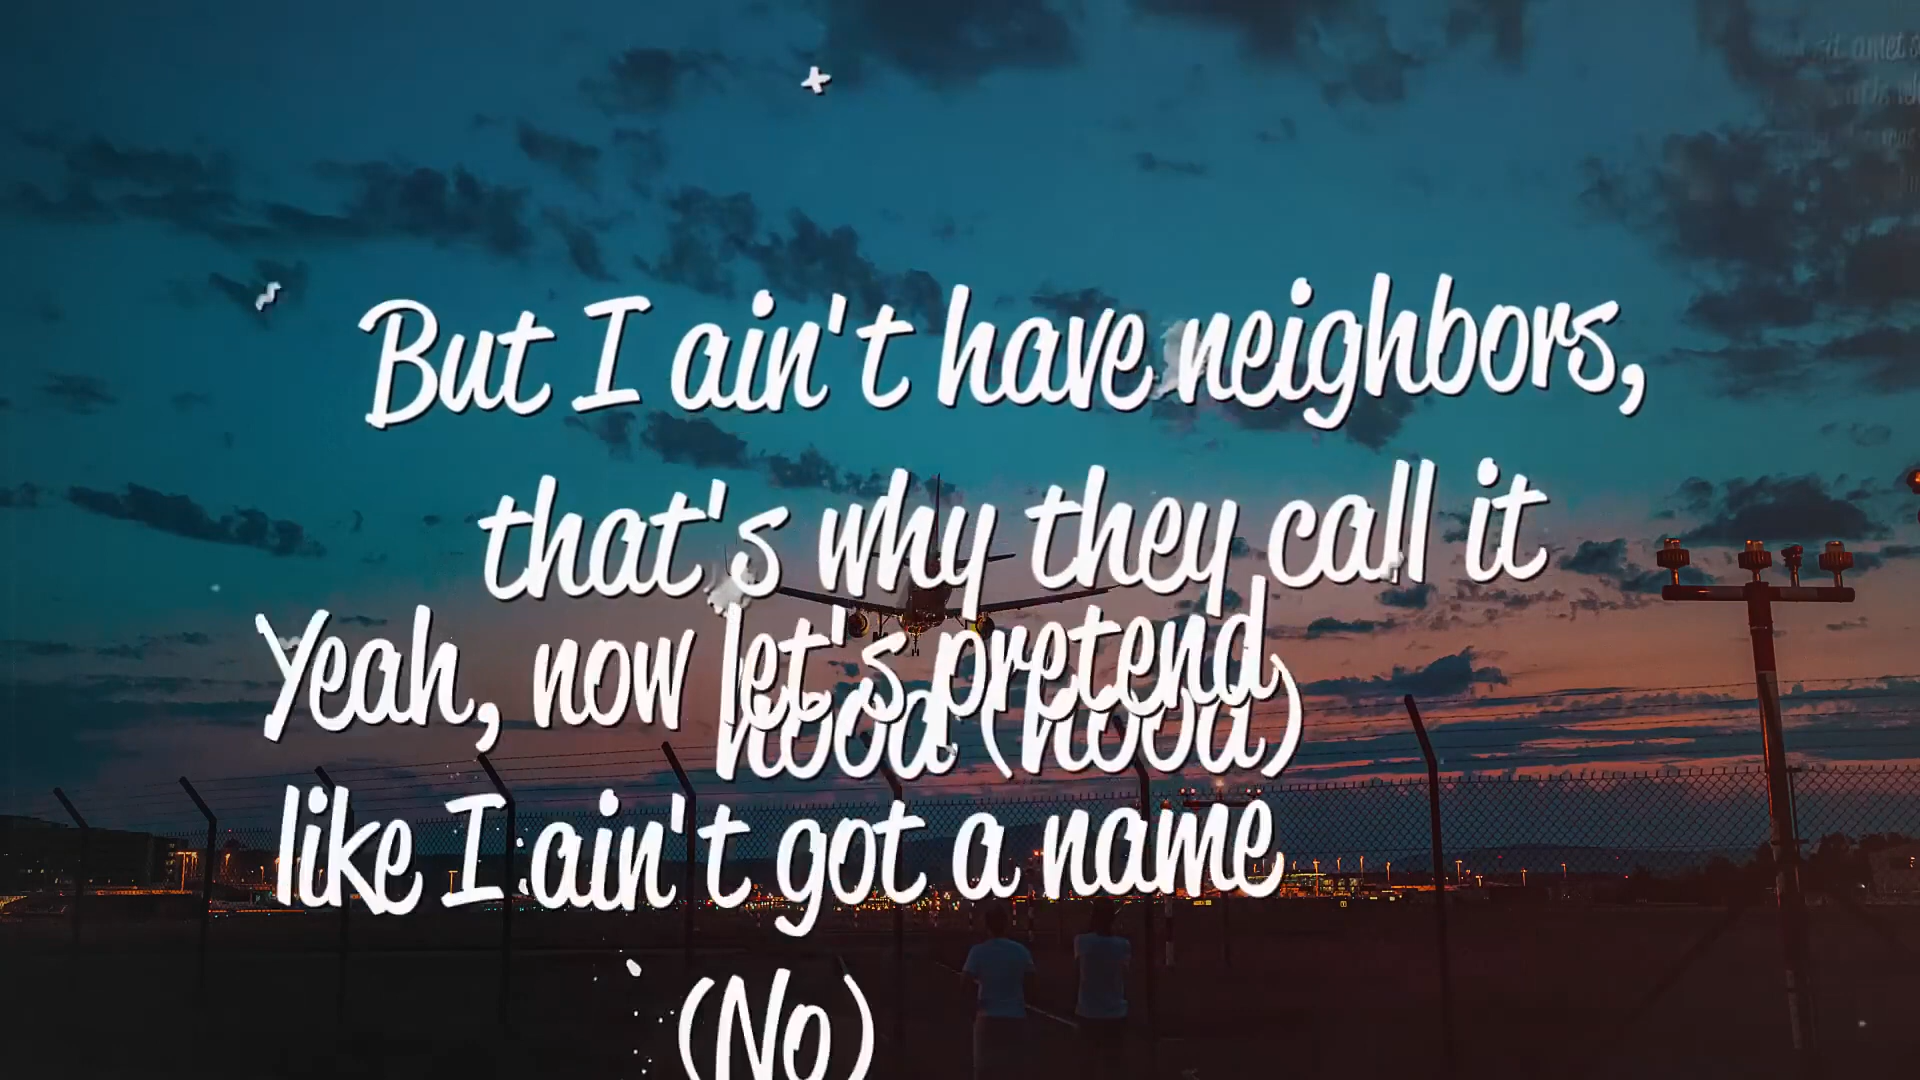 But I ain't have neighbors,
that's why they call it
hood (hood)
Yeah, now let's pretend
like I ain't got a name
(No)